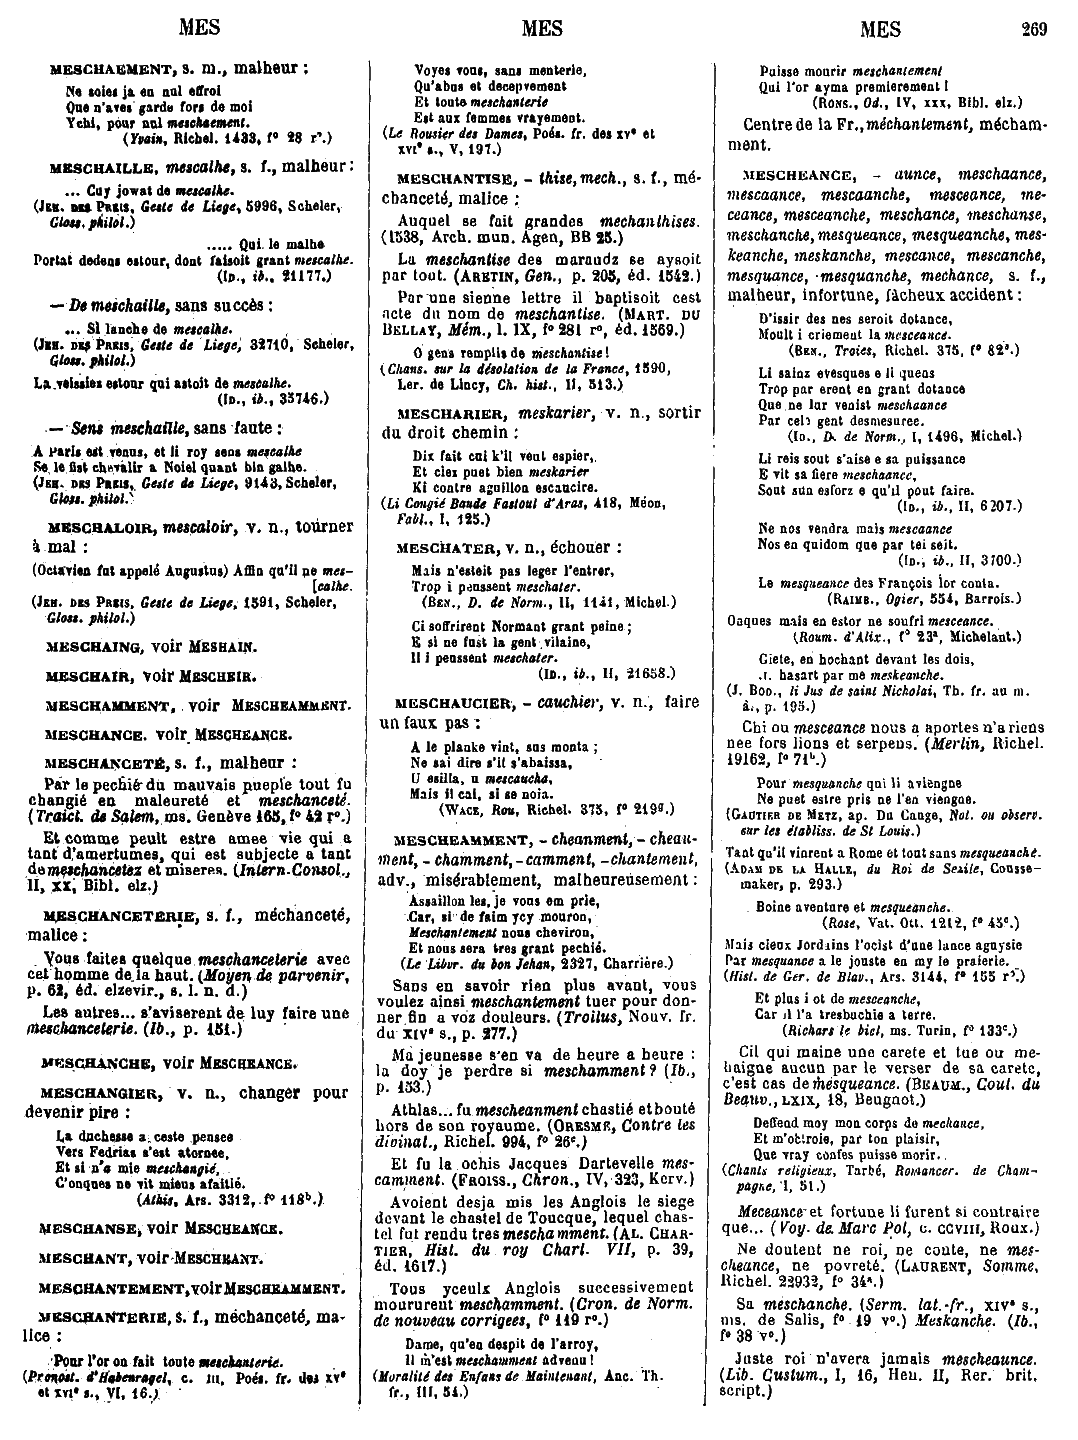 MES
MESCHAEMENT, s. m., malheur :
Ne soies ja en nul effroi
Que n'aves garde fors de moi
Ychi, pour nul meschaement.
(Yvain, Richel. 1433, f° 28 r°.)
MESCHAILLE, mescalhe, s. f., malheur :
... Cuy jowat de mescalhe.
(JEH. DES PREIS, Geste de Liege, 5996, Scheler,
Gloss. philol.)
..... Qui le malhe
Portat dedens estour, dont faisoit grant mescalhe.
(ID., ib., 21177.)
— De meschaille, sans succès :
... Si lanche de mescalhe.
(JEH. DES PREIS, Geste de Liege, 32710, Scheler,
Gloss. philol.)
La veissies estour qui astoit de mescalhe.
(ID., ib., 35746.)
— Sens meschaille, sans faute :
A Paris est venus, et li roy sens mescalhe
Se le fist chevalir a Noiel quant bin galhe.
(JEH. DES PREIS, Geste de Liege, 9143, Scheler,
Gloss. philol.)
MESCHALOIR, mescaloir, v. n., tourner
à mal :
(Octavien fut appelé Augustus) Affin qu'il ne mes-
[calhe.
(JEH. DES PREIS, Geste de Liege, 1591, Scheler,
Gloss. philol.)
MESCHAING, voir MESHAIN.
MESCHAIR, voir MESCHEIR.
MESCHAMMENT, voir MESCHEAMMENT.
MESCHANCE, voir MESCHEANCE.
MESCHANCETÉ, s. f., malheur :
Par le pechié du mauvais pueple tout fu
changié en maleureté et meschanceté.
(Traict. de Salem, ms. Genève 165, f° 42 r°.)
Et comme peult estre amee vie qui a
tant d'amertumes, qui est subjecte a tant
de meschancetez et miseres. (Intern. Consol.,
II, XX, Bibl. elz.)
MESCHANCETERIE, s. f., méchanceté,
malice :
Vous faites quelque meschancelerie avec
cet homme de la haut. (Moyen de parvenir,
p. 62, éd. elzevir., s. l. n. d.)
Les autres... s'aviserent de luy faire une
meschancelerie. (Ib., p. 151.)
MESCHANCHE, voir MESCHEANCE.
MESCHANGIER, v. n., changer pour
devenir pire :
La duchesse a ceste pensee
Vers Fedrias s'est atornee,
Et si n'a mie meschangié,
C'onques ne vit mieus afaitié.
(Athis, Ars. 3312, f° 118b.)
MESCHANSE, voir MESCHEANCE.
MESCHANT, voir MESCHEANT.
MESCHANTEMENT, voir MESCHEAMMENT.
MESCHANTERIE, s. f., méchanceté, ma-
lice :
Pour l'or on fait toute meschanterie.
(Pronost. d'Habenragel, c. III, Poés. fr. des XVe
et XVIe s., VI, 16.)
MES
Voyes vous, sans menterie,
Qu'abus et decepvement
Et toute meschanterie
Est aux femmes vrayement.
(Le Rousier des Dames, Poés. fr. des XVe et
XVIe s., V, 197.)
MESCHANTISE, - thise, mech., s. f., mé-
chanceté, malice :
Auquel se fait grandes mechanthises.
(1538, Arch. mun. Agen, BB 25.)
La meschantise des maraudz se aysoit
par tout. (ARETIN, Gen., p. 205, éd. 1542.)
Par une sienne lettre il baptisoit cest
acte du nom de meschantise. (MART. DU
BELLAY, Mém., l. IX, f° 281 r°, éd. 1569.)
O gens remplis de meschantise !
(Chans. sur la désolation de la France, 1590,
Ler. de Lincy, Ch. hist., II, 513.)
MESCHARIER, meskarier, v. n., sortir
du droit chemin :
Dix fait cui k'il veut espier,
Et ciex puet bien meskarier
Ki contre aguillon escaucire.
(Li Congié Baude Fastoul d'Aras, 418, Méon,
Fabl., I, 125.)
MESCHATER, v. n., échouer :
Mais n'esteit pas leger l'entrer,
Trop i peussent meschater.
(BEN., D. de Norm., II, 1141, Michel.)
Ci soffrirent Normant grant peine ;
E si ne fust la gent vilaine,
Il i peussent meschater.
(ID., ib., II, 21658.)
MESCHAUCIER, - cauchier, v. n., faire
un faux pas :
A le planke vint, sus monta ;
Ne sai dire s'il s'abaissa,
U esilla, u mescaucha,
Mais il cai, si se noia.
(WACE, Rou, Richel. 375, f° 219g.)
MESCHEAMMENT, - cheanment, - cheau-
ment, - chamment, - camment, - chantement,
adv., misérablement, malheureusement :
Assaillon les, je vous em prie,
Car, si de faim ycy mouron,
Meschantement nous cheviron,
Et nous sera tres grant pechié.
(Le Libvr. du bon Jehan, 2327, Charrière.)
Sans en savoir rien plus avant, vous
voulez ainsi meschantement tuer pour don-
ner fin a voz douleurs. (Troilus, Nouv. fr.
du XIVe s., p. 277.)
Ma jeunesse s'en va de heure a heure :
la doy je perdre si meschamment ? (Ib.,
p. 153.)
Athlas... fu mescheanment chastié et bouté
hors de son royaume. (ORESME, Contre les
divinat., Richel. 994, f° 26c.)
Et fu la ochis Jacques Dartevelle mes-
camment. (FROISS., Chron., IV, 323, Kerv.)
Avoient desja mis les Anglois le siege
devant le chastel de Toucque, lequel chas-
tel fut rendu tres meschamment. (AL. CHAR-
TIER, Hist. du roy Charl. VII, p. 39,
éd. 1617.)
Tous yceulx Anglois successivement
moururent meschamment. (Cron. de Norm.
de nouveau corrigees, f° 119 r°.)
Dame, qu'en despit de l'arroy,
Il m'est meschamment advenu !
(Moralité des Enfans de Maintenant, Anc. Th.
fr., III, 54.)
MES 269
Puisse mourir meschantement
Qui l'or ayma premierement !
(RONS., Od., IV, XXX, Bibl. elz.)
Centre de la Fr., méchantement, mécham-
ment.
MESCHEANCE, - aunce, meschaance,
mescaance, mescaanche, mesceance, me-
ceance, mesceanche, meschance, meschanse,
meschanche, mesqueance, mesqueanche, mes-
keanche, meskanche, mescance, mescanche,
mesquance, mesquanche, mechance, s. f.,
malheur, infortune, fâcheux accident :
D'issir des nes seroit dotance,
Moult i criement la mesceance.
(BEN., Troies, Richel. 375, f° 82e.)
Li sainz evesques e li queos
Trop par erent en grant dotance
Que ne lur venist meschaance
Par cele gent desmesuree.
(ID., D. de Norm., I, 1496, Michel.)
Li reis sout s'aise e sa puissance
E vit sa fiere meschaance,
Sout sun esforz e qu'il pout faire.
(ID., ib., II, 6207.)
Ne nos vendra mais mescaance
Nos en quidom que par tei seit.
(ID., ib., II, 3700.)
Le mesqueance des François lor conta.
(RAIMB., Ogier, 554, Barrois.)
Oaques mais en estor ne soufri mesceance.
(Roum. d'Alix., f° 23a, Michelant.)
Giete, en hochant devant les dois,
.I. hasart par me meskeanche.
(J. BOD., li Jus de saint Nicholai, Th. fr. au m.
â., p. 195.)
Chi ou mesceance nous a aportes n'a riens
nee fors lions et serpens. (Merlin, Richel.
19162, f° 71b.)
Pour mesquanche qui li aviengne
Ne puet estre pris ne l'en viengne.
(GAUTIER DE METZ, ap. Du Cange, Not. ou observ.
sur les établiss. de St Louis.)
Tant qu'il vinrent a Rome et tout sans mesqueanche.
(ADAM DE LA HALLE, du Roi de Sezile, Cousse-
maker, p. 293.)
Boine aventure et mesqueanche.
(Rose, Vat. Ott. 1212, f° 45c.)
Mais cieux Jordains l'ocist d'une lance aguysie
Par mesquance a le jouste en my le praierie.
(Hist. de Ger. de Blav., Ars. 3144, f° 155 r°.)
Et plus i ot de mesceanche,
Car il l'a tresbuchie a terre.
(Richars le biel, ms. Turin, f° 133c.)
Cil qui maine une carete et tue ou me-
haigne aucun par le verser de sa carete,
c'est cas de mesqueance. (BEAUM., Cout. du
Beauv., LXIX, 18, Beugnot.)
Deffend moy mon corps de mechance,
Et m'octroie, par ton plaisir,
Que vray confes puisse morir.
(Chants religieux, Tarbé, Romancer. de Cham-
pagne, I, 51.)
Meceance et fortune li furent si contraire
que... (Voy. de Marc Pol, c. CCVIII, Roux.)
Ne doutent ne roi, ne conte, ne mes-
cheance, ne povreté. (LAURENT, Somme,
Richel. 22932, f° 34a.)
Sa meschanche. (Serm. lat.-fr., XIVe s.,
ms. de Salis, f° 19 v°.) Meskanche. (Ib.,
f° 38 v°.)
Juste roi n'avera jamais mescheaunce.
(Lib. Custum., I, 16, Hen. II, Rer. brit.
script.)